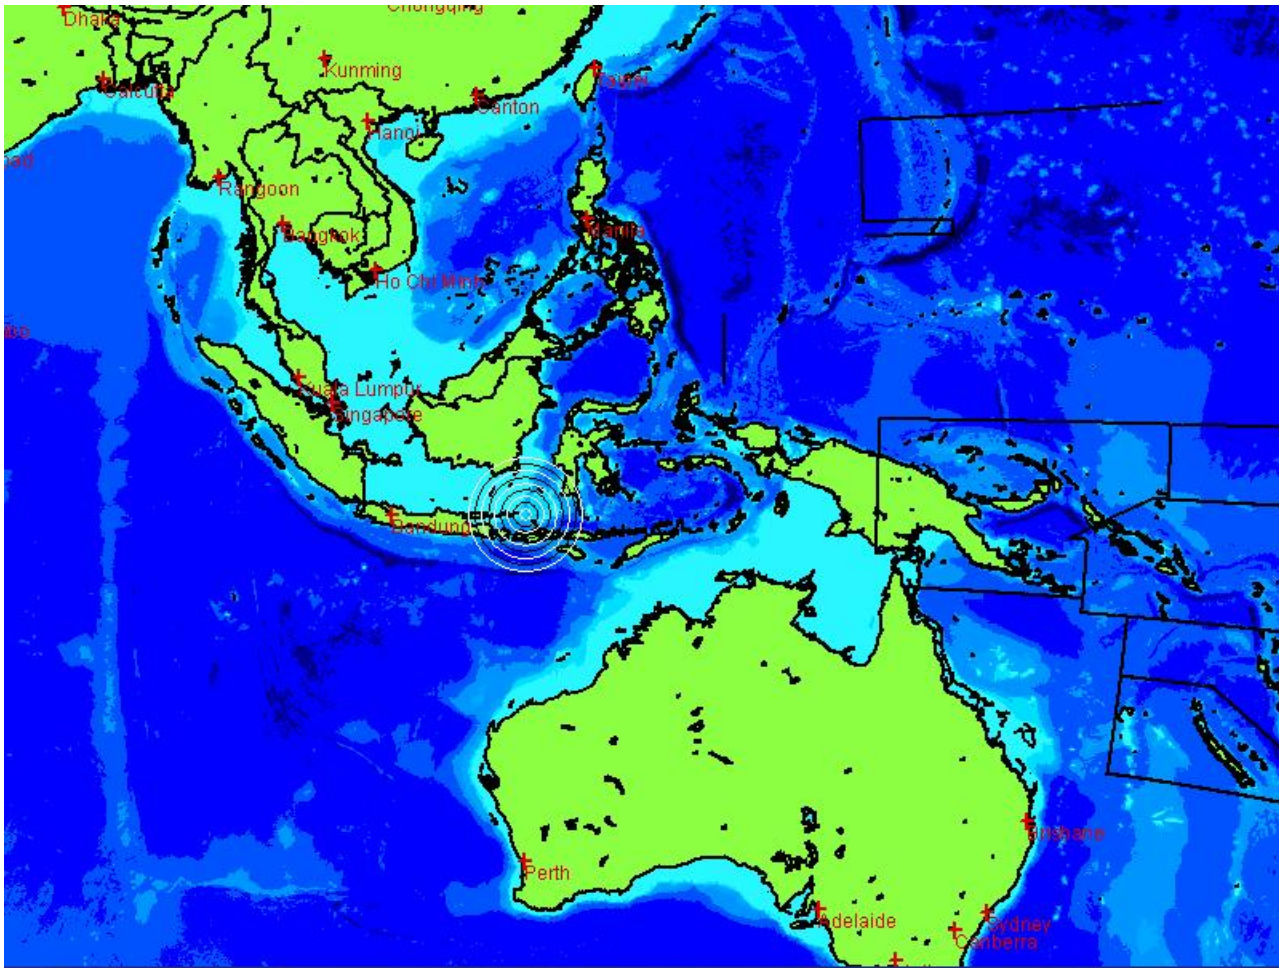 Chongqing
Dhaka
Kunming
Taipei
Calcutta
Canton
Hanoi
Rangoon
Manila
Bangkok
Ho Chi Minh
Kuala Lumpur
Singapore
Bandung
Brisbane
Perth
Adelaide
Sydney
Canberra